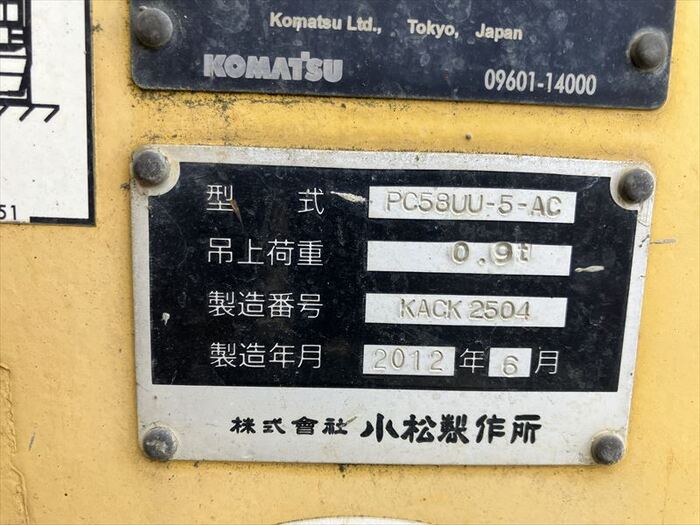 Komatsu Ltd., Tokyo, Japan
KOMATSU 09601-14000
51
型式 PC58UU-5-AC
吊上荷重 0.9t
製造番号 KACK 2504
製造年月 2012年6月
株式會社 小松製作所